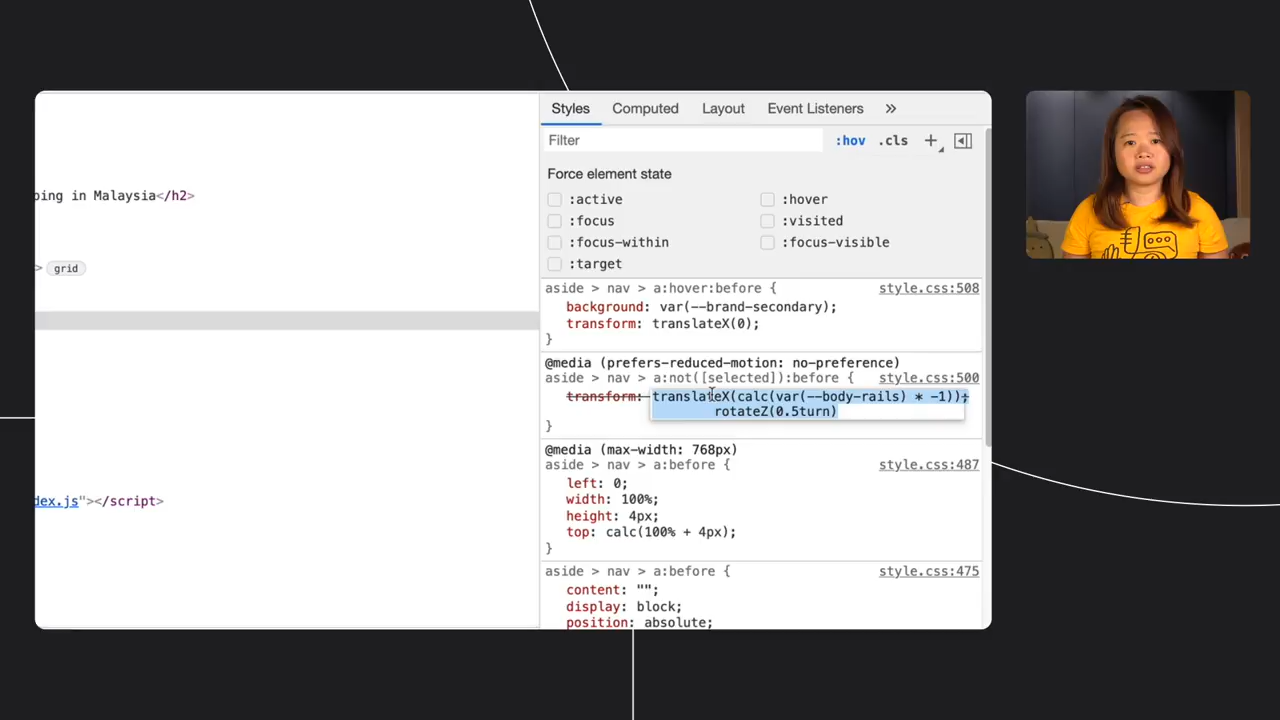 ping in Malaysia</h2>
> grid
dex.js"></script>
Styles Computed Layout Event Listeners »
Filter :hov .cls +
Force element state
:active :hover
:focus :visited
:focus-within :focus-visible
:target
aside > nav > a:hover:before { style.css:508
background: var(--brand-secondary);
transform: translateX(0);
}
@media (prefers-reduced-motion: no-preference)
aside > nav > a:not([selected]):before { style.css:500
transform: translateX(calc(var(--body-rails) * -1));
rotateZ(0.5turn)
}
@media (max-width: 768px)
aside > nav > a:before { style.css:487
left: 0;
width: 100%;
height: 4px;
top: calc(100% + 4px);
}
aside > nav > a:before { style.css:475
content: "";
display: block;
position: absolute;